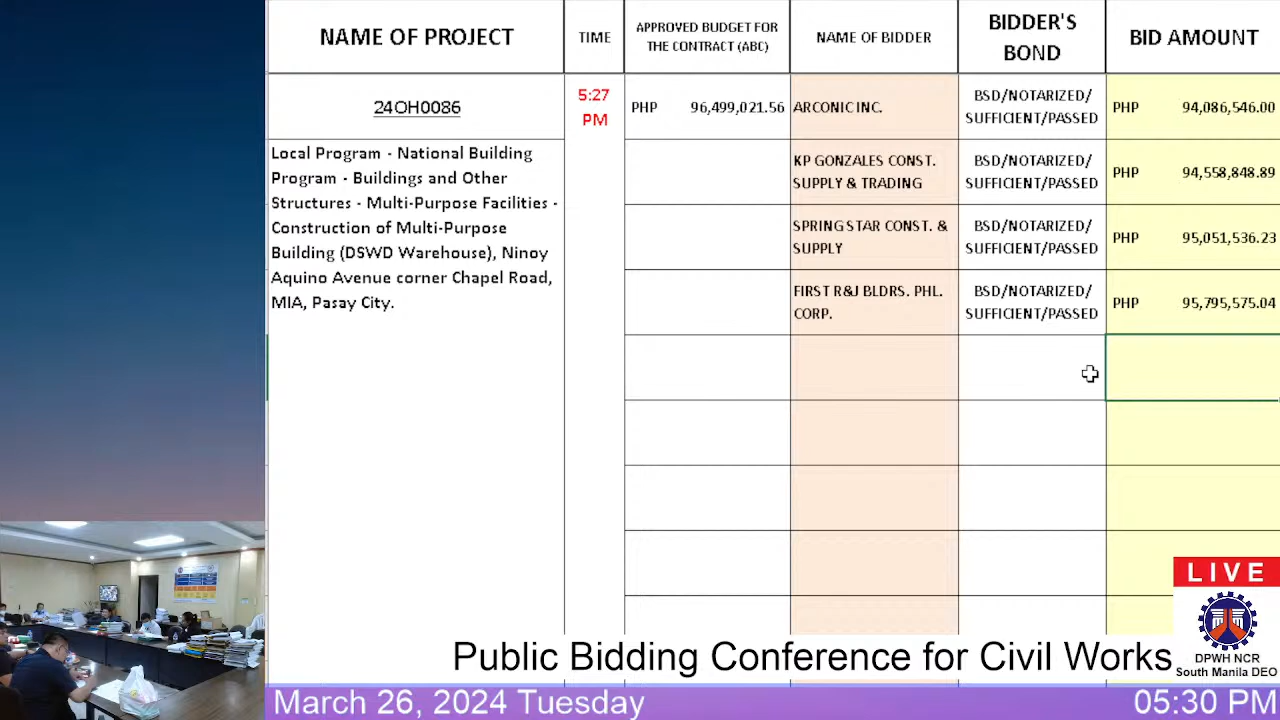 NAME OF PROJECT
TIME
APPROVED BUDGET FOR
THE CONTRACT (ABC)
NAME OF BIDDER
BIDDER'S
BOND
BID AMOUNT
24OH0086
5:27
PM
PHP 96,499,021.56
ARCONIC INC.
BSD/NOTARIZED/
SUFFICIENT/PASSED
PHP 94,086,546.00
Local Program - National Building
Program - Buildings and Other
Structures - Multi-Purpose Facilities -
Construction of Multi-Purpose
Building (DSWD Warehouse), Ninoy
Aquino Avenue corner Chapel Road,
MIA, Pasay City.
KP GONZALES CONST.
SUPPLY & TRADING
BSD/NOTARIZED/
SUFFICIENT/PASSED
PHP 94,558,848.89
SPRING STAR CONST. &
SUPPLY
BSD/NOTARIZED/
SUFFICIENT/PASSED
PHP 95,051,536.23
FIRST R&J BLDRS. PHL.
CORP.
BSD/NOTARIZED/
SUFFICIENT/PASSED
PHP 95,795,575.04
LIVE
DPWH NCR
South Manila DEO
Public Bidding Conference for Civil Works
March 26, 2024 Tuesday
05:30 PM